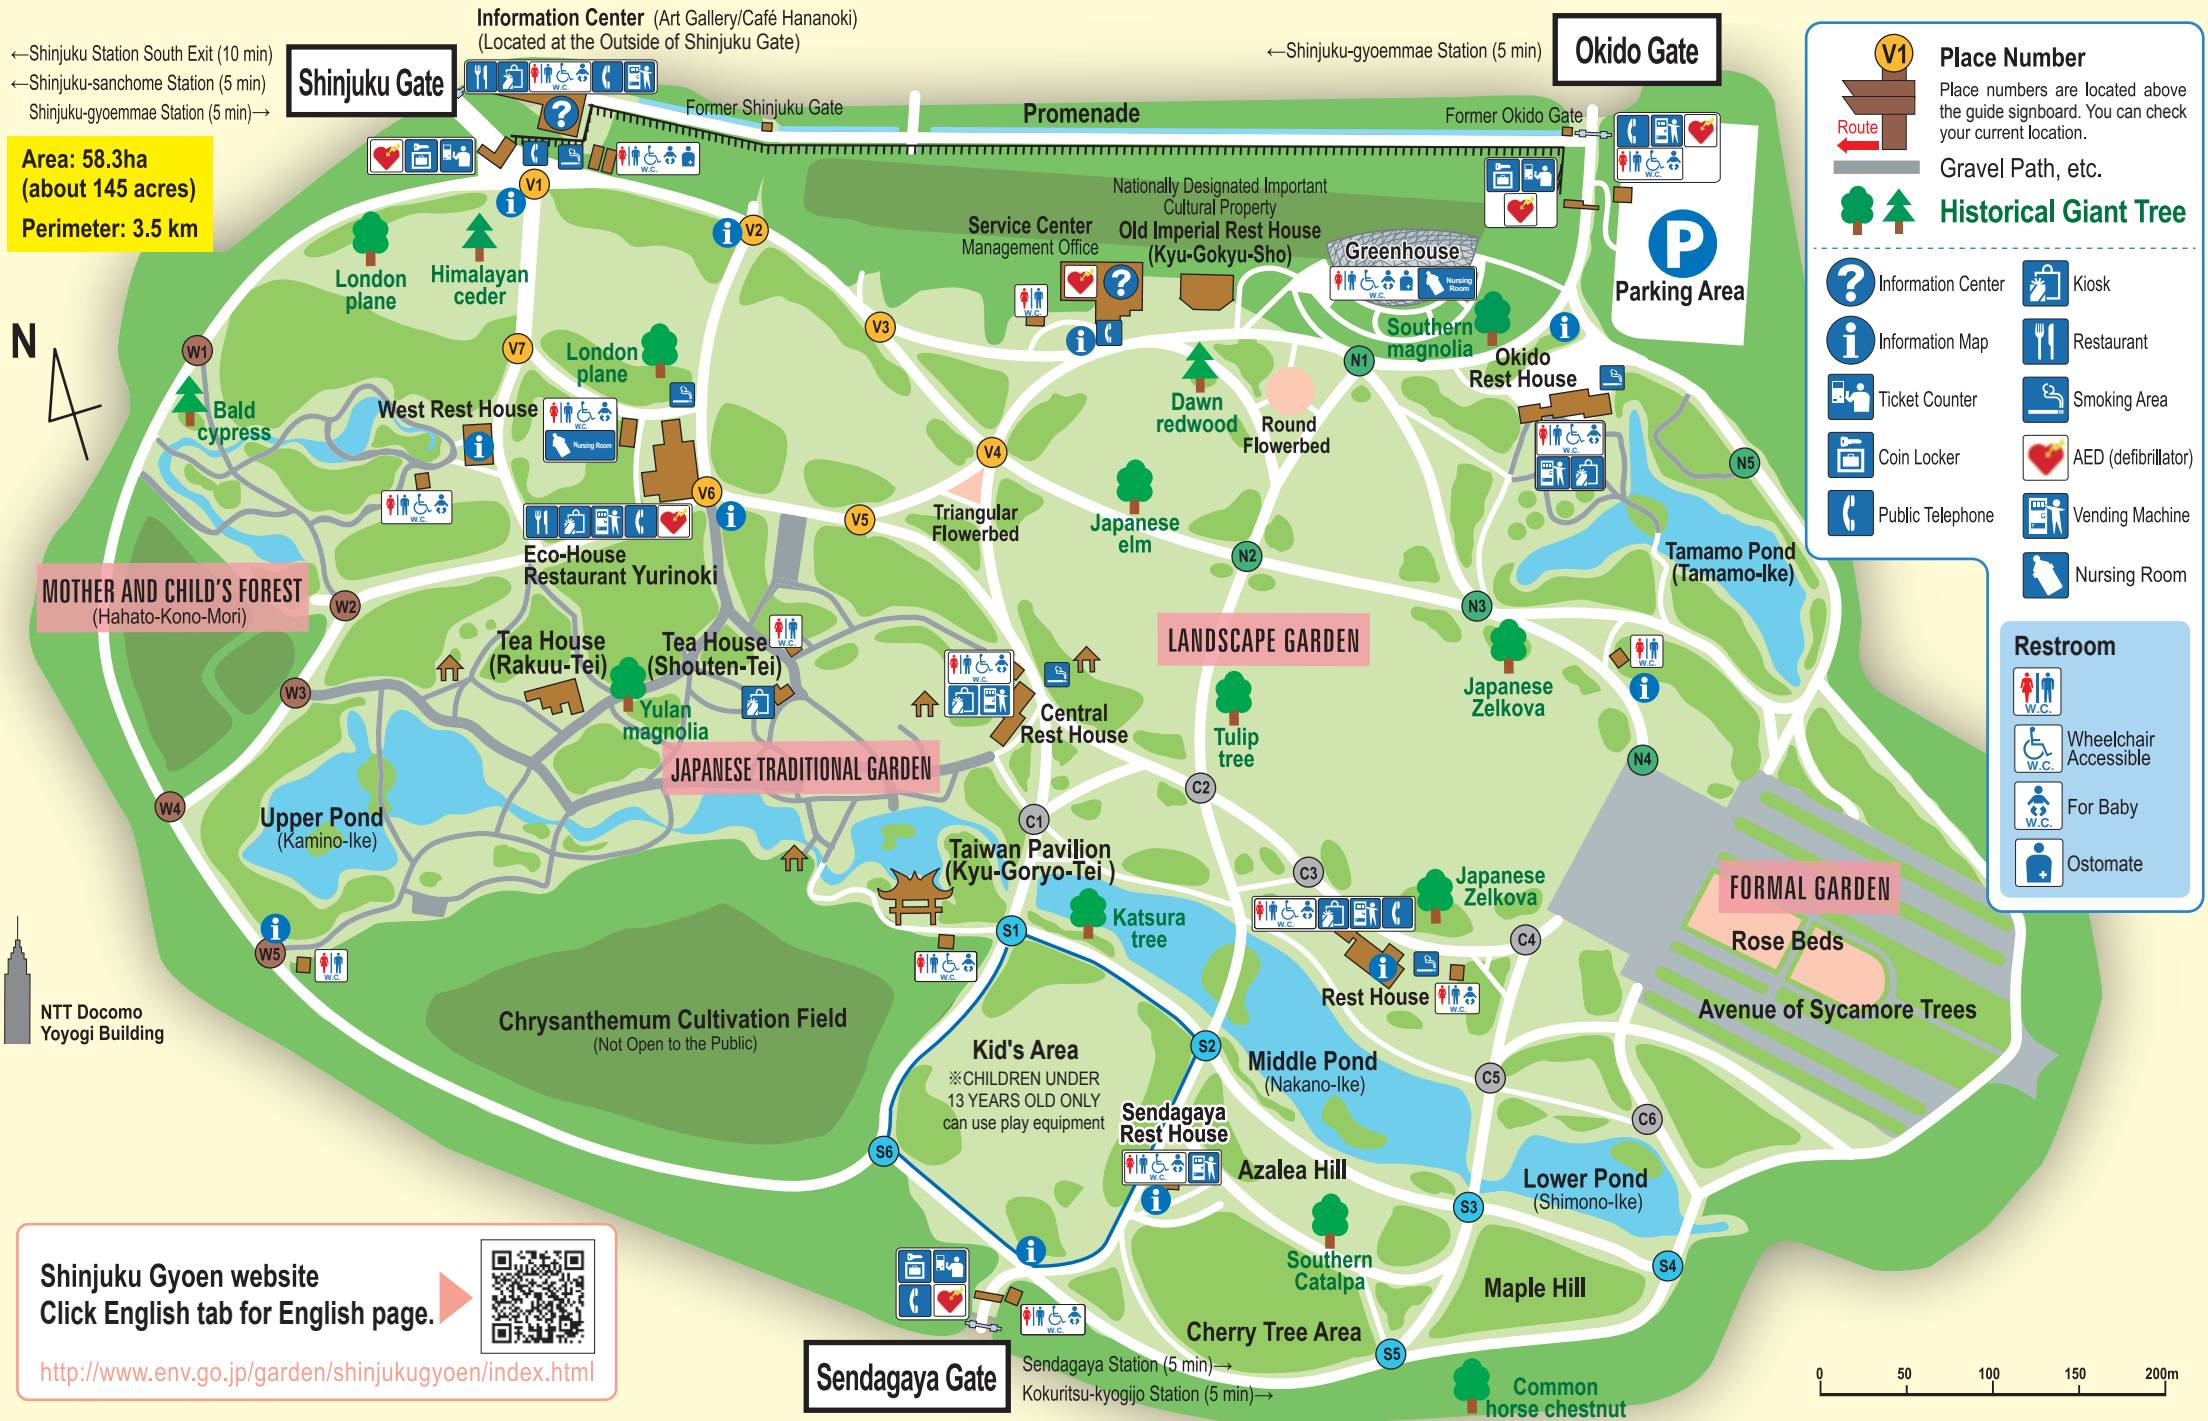 Information Center (Art Gallery/Café Hananoki)
(Located at the Outside of Shinjuku Gate)
←Shinjuku Station South Exit (10 min)
←Shinjuku-sanchome Station (5 min)
Shinjuku-gyoemmae Station (5 min)→
Shinjuku Gate
←Shinjuku-gyoemmae Station (5 min)
Okido Gate
Area: 58.3ha
(about 145 acres)
Perimeter: 3.5 km
W.C.
?
Former Shinjuku Gate
Promenade
Former Okido Gate
W.C.
W.C.
V1
i
London
plane
Himalayan
ceder
i
V2
Service Center
Management Office
Nationally Designated Important
Cultural Property
Old Imperial Rest House
(Kyu-Gokyu-Sho)
?
W.C.
i
Greenhouse
W.C.
Nursing
Room
Southern
magnolia
i
P
Parking Area
N
W1
Bald
cypress
V7
London
plane
West Rest House
i
W.C.
Nursing Room
W.C.
V3
V4
Triangular
Flowerbed
V5
V6
i
Eco-House
Restaurant Yurinoki
Dawn
redwood
Round
Flowerbed
N1
Okido
Rest House
W.C.
N5
Japanese
elm
N2
Tamamo Pond
(Tamamo-Ike)
MOTHER AND CHILD'S FOREST
(Hahato-Kono-Mori)
W2
W3
W4
Tea House
(Rakuu-Tei)
Tea House
(Shouten-Tei)
W.C.
Yulan
magnolia
W.C.
Central
Rest House
LANDSCAPE GARDEN
N3
Japanese
Zelkova
W.C.
i
Tulip
tree
N4
JAPANESE TRADITIONAL GARDEN
Upper Pond
(Kamino-Ike)
C1
C2
Taiwan Pavilion
(Kyu-Goryo-Tei )
C3
Japanese
Zelkova
W.C.
FORMAL GARDEN
Rose Beds
Avenue of Sycamore Trees
Katsura
tree
S1
W.C.
C4
i
Rest House
W.C.
i
W5
W.C.
NTT Docomo
Yoyogi Building
Chrysanthemum Cultivation Field
(Not Open to the Public)
Kid's Area
※CHILDREN UNDER
13 YEARS OLD ONLY
can use play equipment
S2
Middle Pond
(Nakano-Ike)
C5
C6
Sendagaya
Rest House
W.C.
i
S6
Azalea Hill
Lower Pond
(Shimono-Ike)
S3
Southern
Catalpa
i
S4
Maple Hill
Cherry Tree Area
S5
W.C.
Sendagaya Gate
Sendagaya Station (5 min)→
Kokuritsu-kyogijo Station (5 min)→
Common
horse chestnut
Shinjuku Gyoen website
Click English tab for English page.
http://www.env.go.jp/garden/shinjukugyoen/index.html
0 50 100 150 200m
V1
Place Number
Place numbers are located above
the guide signboard. You can check
your current location.
Route
Gravel Path, etc.
Historical Giant Tree
? Information Center
Kiosk
i Information Map
Restaurant
Ticket Counter
Smoking Area
Coin Locker
AED (defibrillator)
Public Telephone
Vending Machine
Nursing Room
Restroom
W.C.
W.C.
Wheelchair
Accessible
W.C.
For Baby
Ostomate